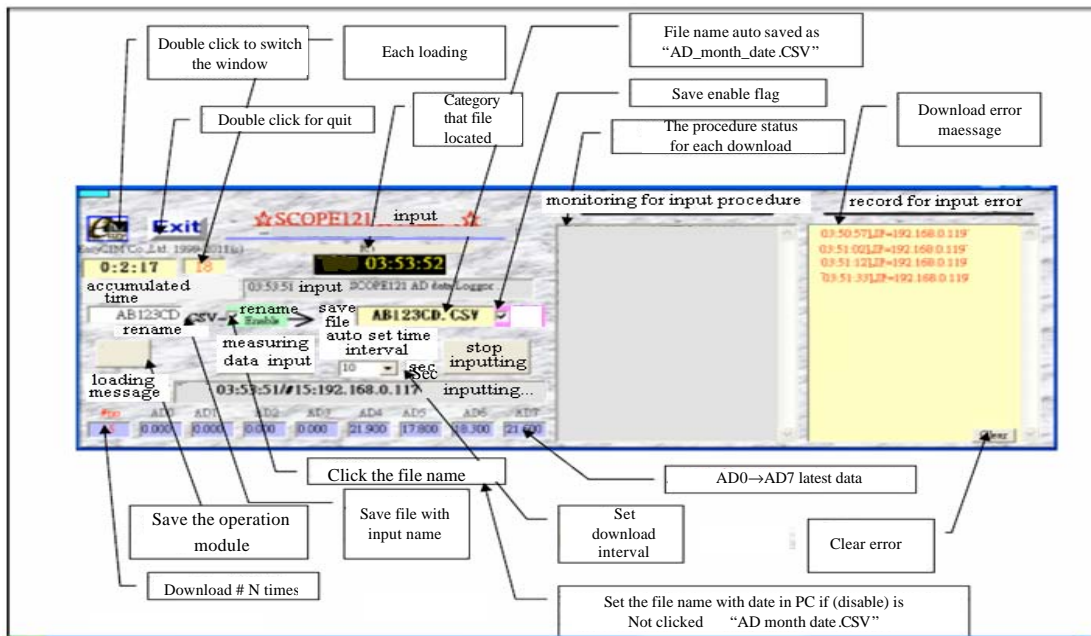 Double click to switch
the window
Each loading
File name auto saved as
“AD_month_date.CSV”
Double click for quit
Category
that file
located
Save enable flag
The procedure status
for each download
Download error
maessage
Exit
☆SCOPE121
input
monitoring for input procedure
record for input error
0:2:17
16
03:53:52
accumulated
time
03:53:51 input SCOPE121 AD data Logger
03:50:57],IP=192.168.0.119
03:51:00],IP=192.168.0.119
03:51:12],IP=192.168.0.119
03:51:33],IP=192.168.0.119
AB123CD
.CSV
rename
Enable
save
file
AB123CD.CSV
rename
measuring
data input
auto set time
interval
stop
inputting
10
sec
Sec
loading
message
03:53:51/#15:192.168.0.117
inputting...
AD0 AD1 AD2 AD3 AD4 AD5 AD6 AD7
0.000 0.000 0.000 0.000 21.900 17.800 18.300 21.600
Clear
Click the file name
AD0→AD7 latest data
Save the operation
module
Save file with
input name
Set
download
interval
Clear error
Download # N times
Set the file name with date in PC if (disable) is
Not clicked “AD month date.CSV”